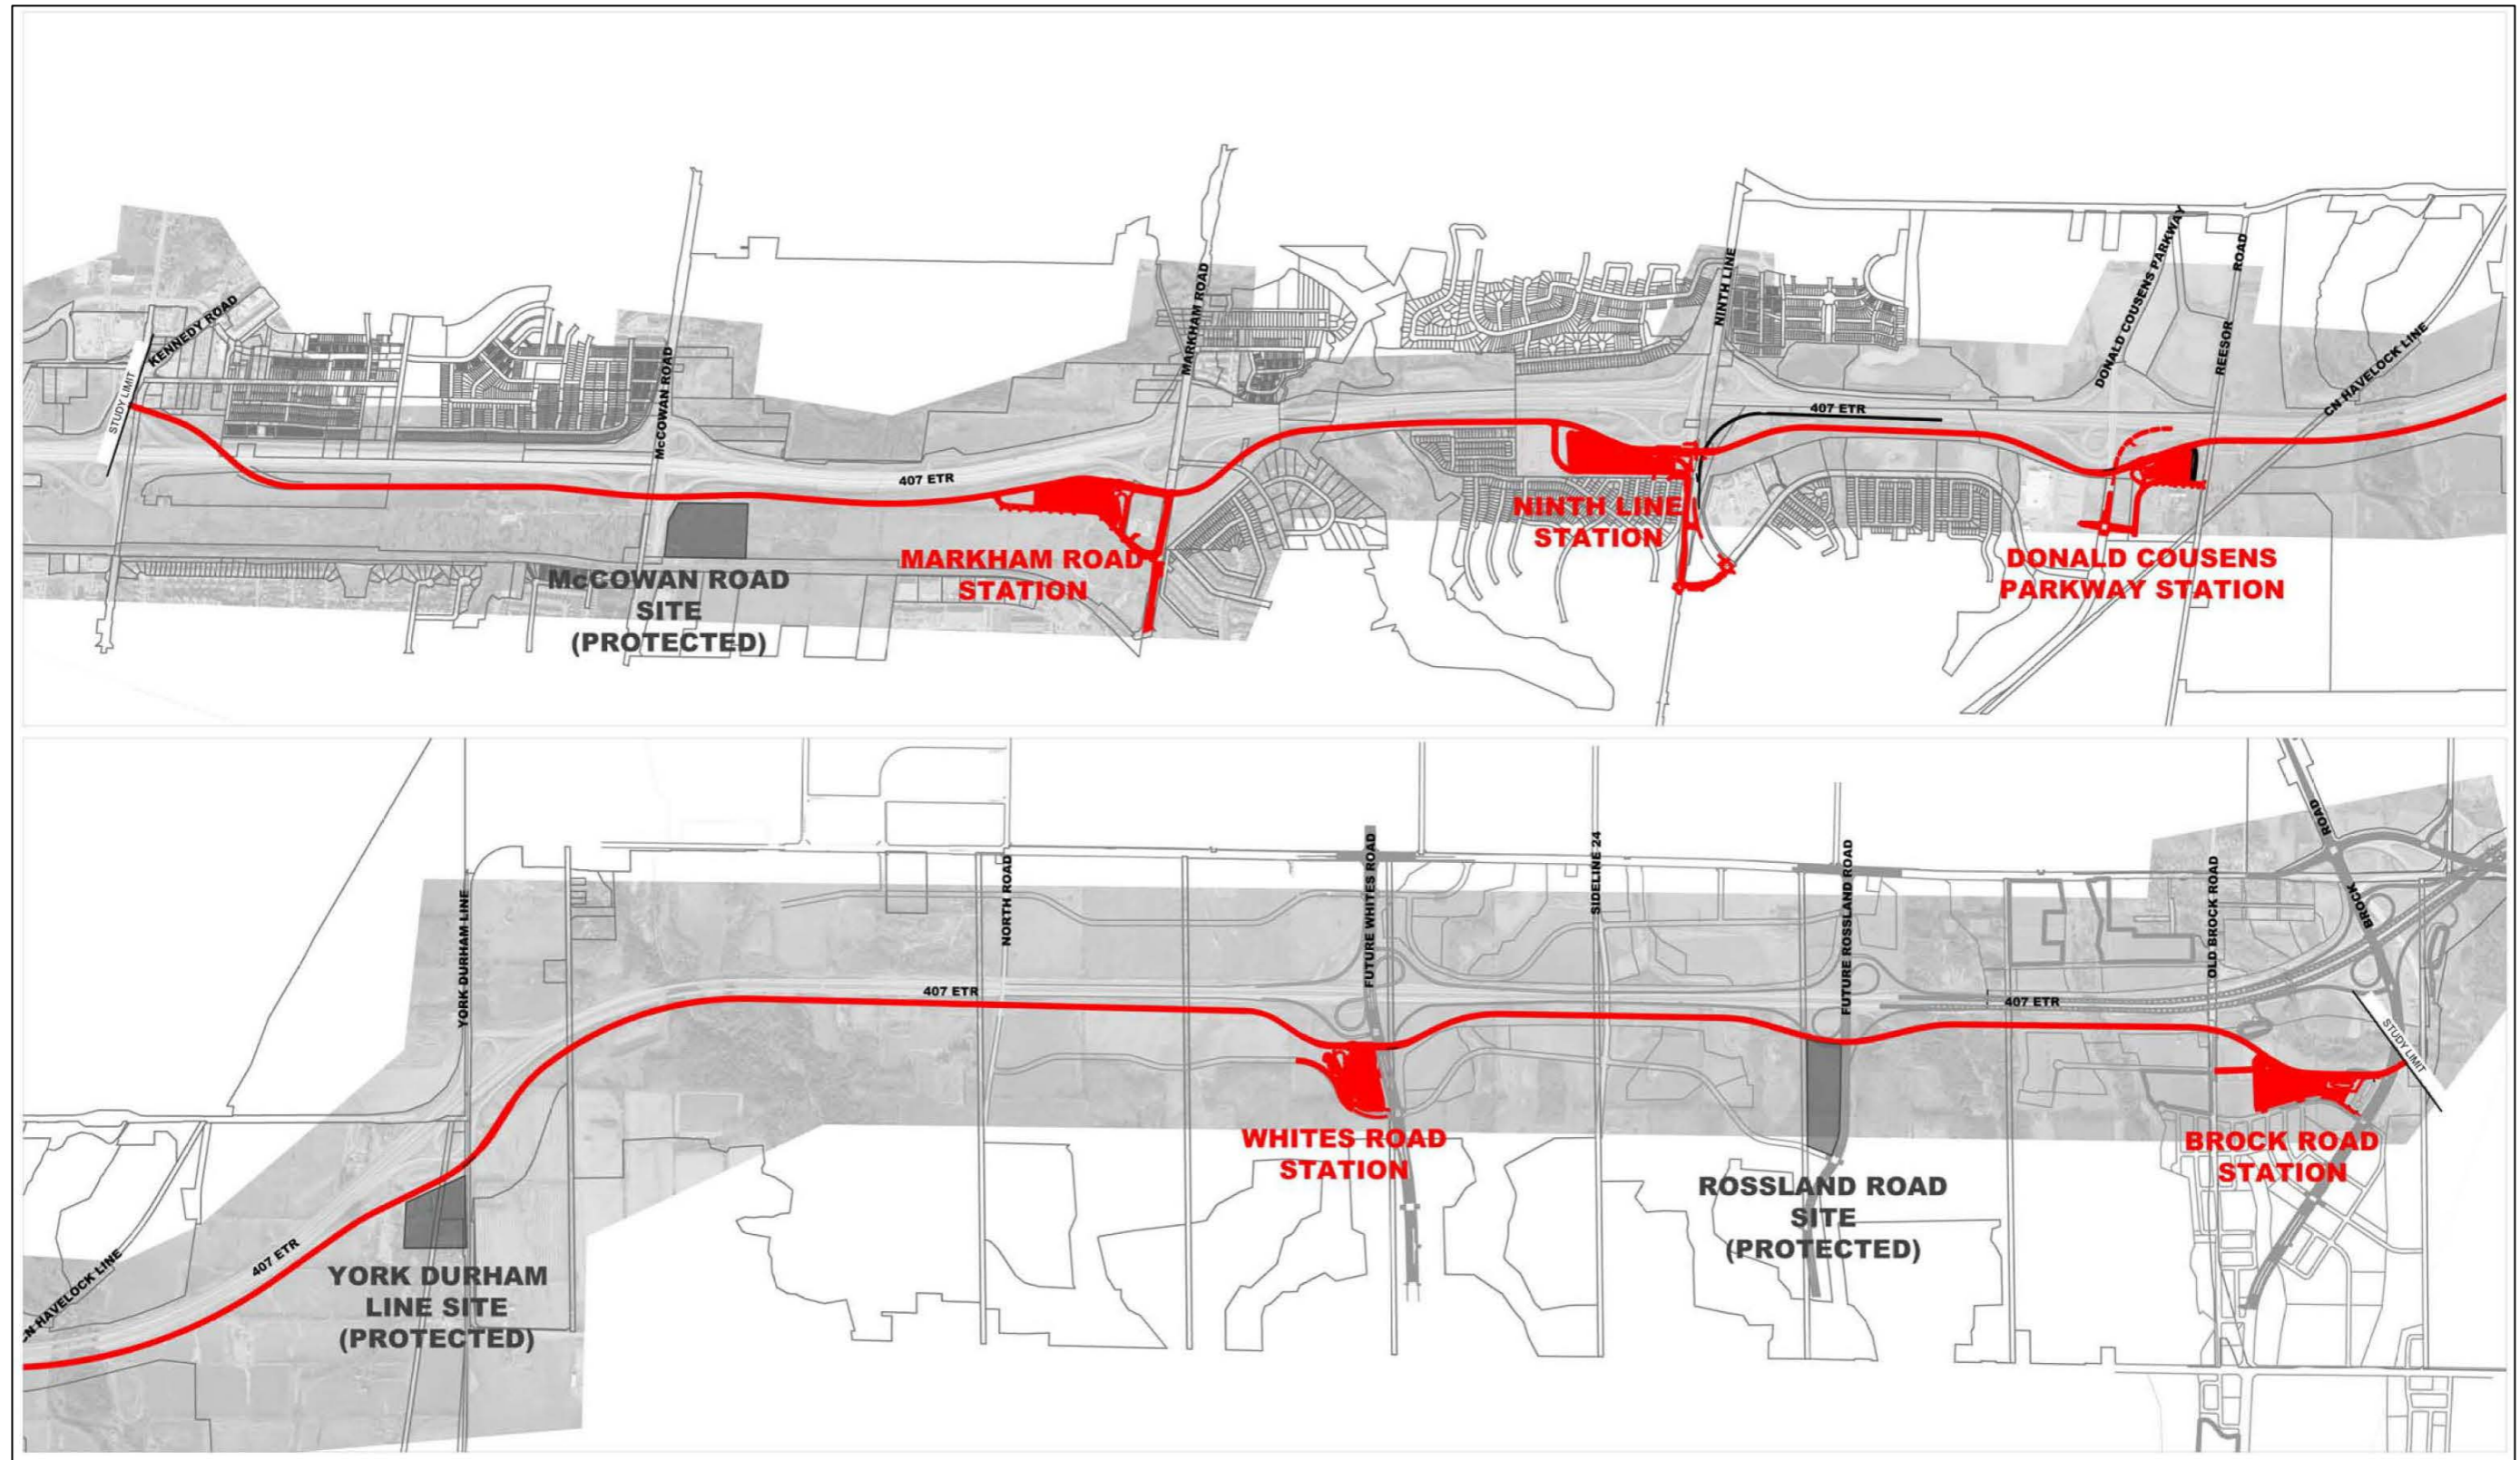 KENNEDY ROAD
STUDY LIMIT
McCOWAN ROAD
MARKHAM ROAD
NINTH LINE
DONALD COUSENS PARKWAY
REESOR ROAD
CN HAVELOCK LINE
407 ETR
407 ETR
McCOWAN ROAD
SITE
(PROTECTED)
MARKHAM ROAD
STATION
NINTH LINE
STATION
DONALD COUSENS
PARKWAY STATION
YORK DURHAM LINE
NORTH ROAD
FUTURE WHITES ROAD
SIDELINE 24
FUTURE ROSSLAND ROAD
OLD BROCK ROAD
BROCK ROAD
407 ETR
407 ETR
407 ETR
STUDY LIMIT
CN HAVELOCK LINE
WHITES ROAD
STATION
BROCK ROAD
STATION
ROSSLAND ROAD
SITE
(PROTECTED)
YORK DURHAM
LINE SITE
(PROTECTED)